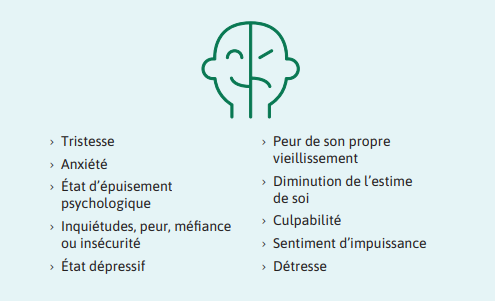 › Tristesse
› Anxiété
› État d’épuisement
psychologique
› Inquiétudes, peur, méfiance
ou insécurité
› État dépressif
› Peur de son propre
vieillissement
› Diminution de l’estime
de soi
› Culpabilité
› Sentiment d’impuissance
› Détresse